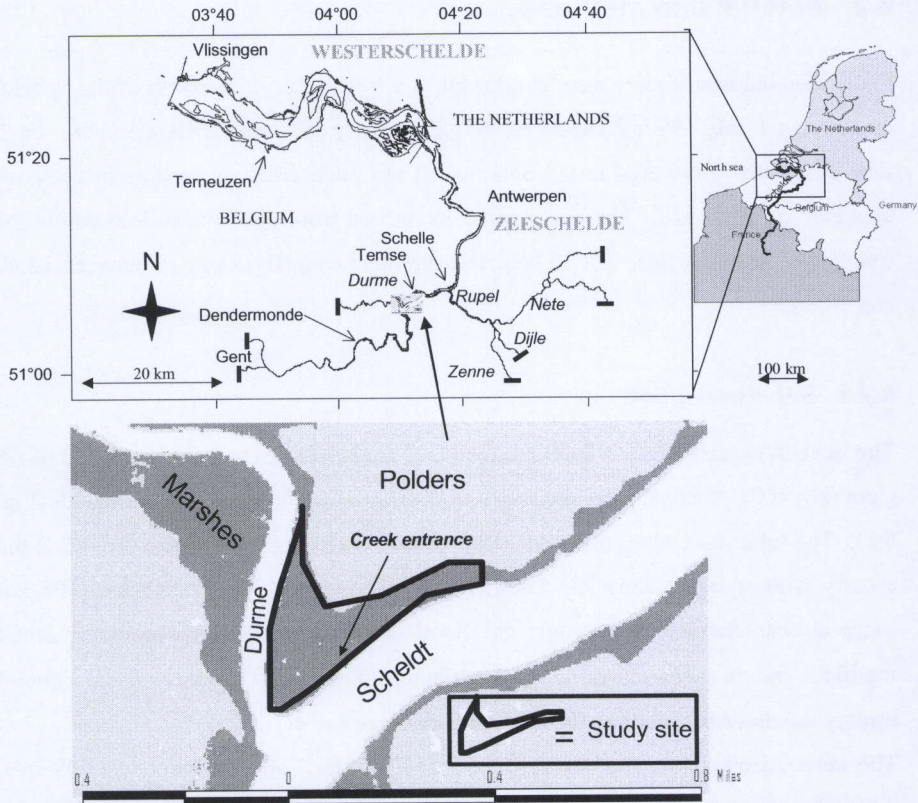 03'40
04'00
04'20
04'40
Vlissingen
WESTERSCHELDE
THE NETHERLANDS
The Netherlands
51°20
North sea
Terneuzen
Antwerpen
Belgium
Germany
BELGIUM
ZEESCHELDE
France
Schelle
N
Temse
Durme
Rupel
Nete
Dendermonde
Dijle
Gent
Zenne
51°00
20 km
100 km
Polders
Marshes
Creek entrance
Durme
Scheldt
= Study site
0.4
0
0.4
0.8 Miles